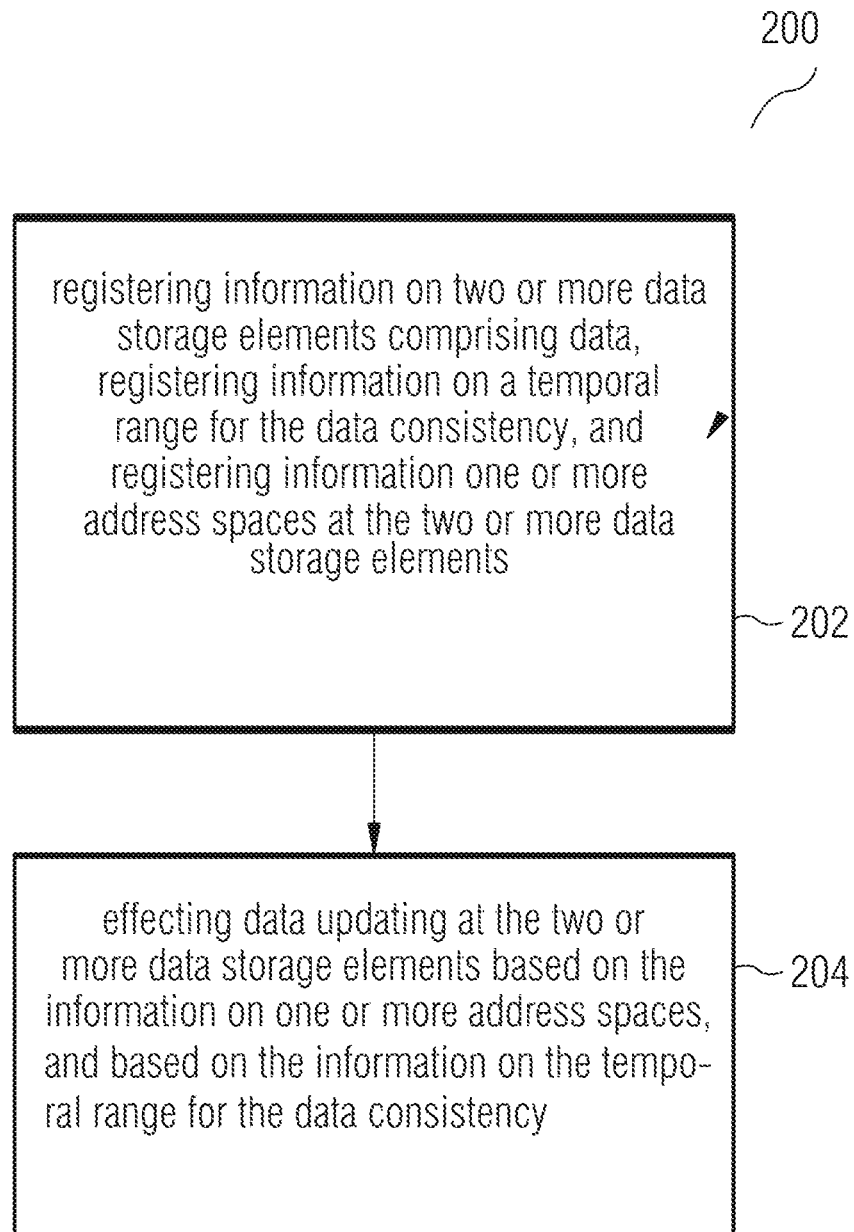 200
registering information on two or more data
storage elements comprising data,
registering information on a temporal
range for the data consistency, and
registering information one or more
address spaces at the two or more data
storage elements
202
effecting data updating at the two or
more data storage elements based on the
204
information on one or more address spaces,
and based on the information on the tempo-
ral range for the data consistency